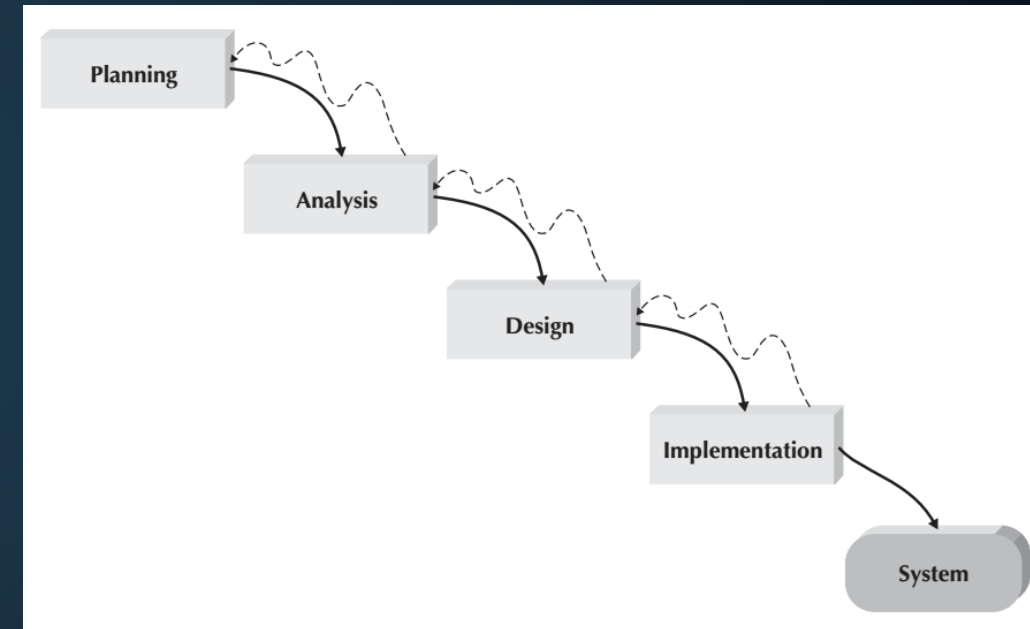 Planning
Analysis
Design
Implementation
System